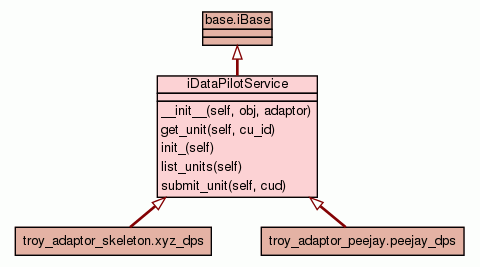 base.iBase
iDataPilotService
__init__(self, obj, adaptor)
get_unit(self, cu_id)
init_(self)
list_units(self)
submit_unit(self, cud)
troy_adaptor_skeleton.xyz_dps
troy_adaptor_peejay.peejay_dps